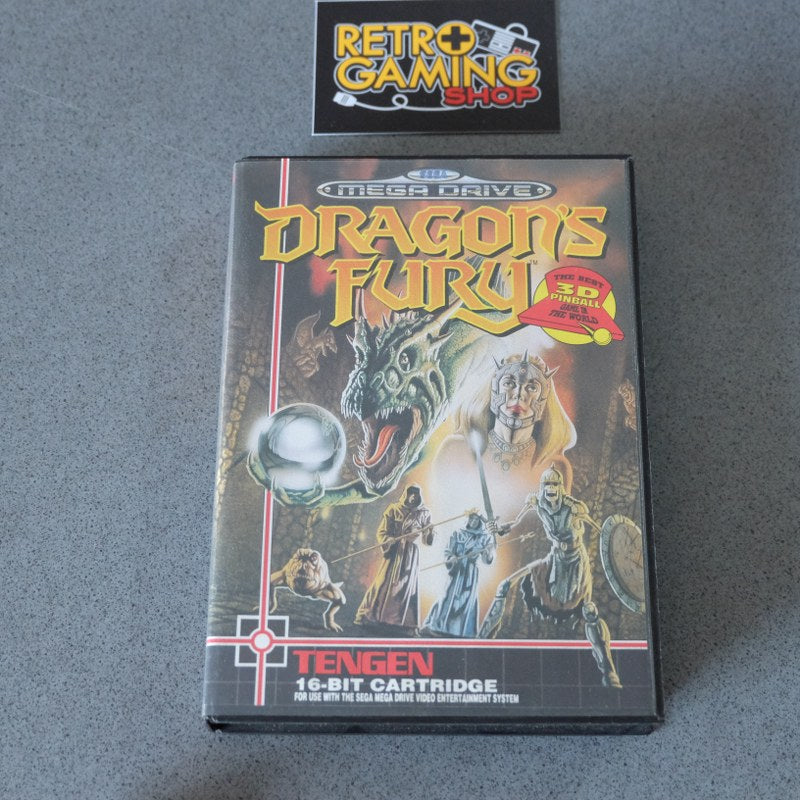 RETRO
GAMING
SHOP
SEGA
MEGA DRIVE
DRAGON'S
FURY™
THE BEST
3D
PINBALL
GAME IN
THE WORLD
TENGEN
16-BIT CARTRIDGE
FOR USE WITH THE SEGA MEGA DRIVE VIDEO ENTERTAINMENT SYSTEM